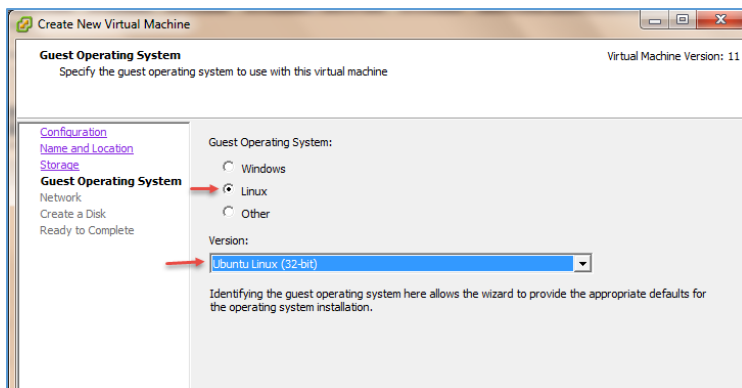 Create New Virtual Machine
Guest Operating System
Virtual Machine Version: 11
Specify the guest operating system to use with this virtual machine
Configuration
Name and Location
Storage
Guest Operating System
Network
Create a Disk
Ready to Complete
Guest Operating System:
Windows
Linux
Other
Version:
Ubuntu Linux (32-bit)
Identifying the guest operating system here allows the wizard to provide the appropriate defaults for
the operating system installation.